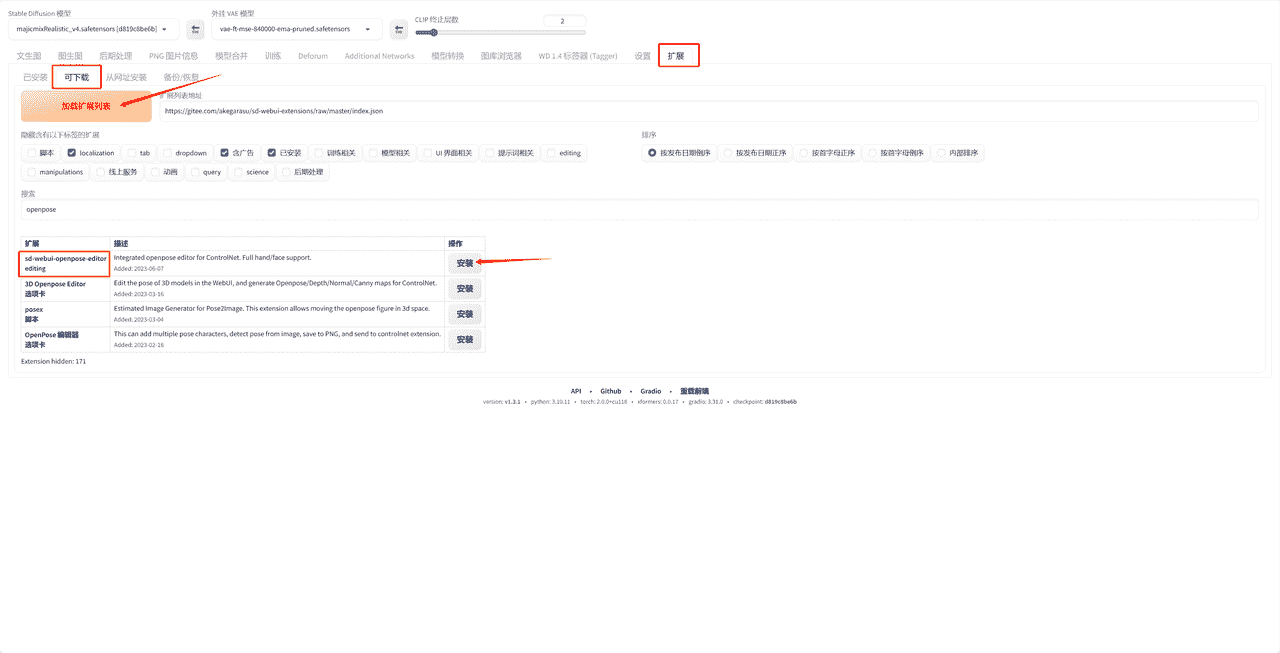 Stable Diffusion 模型
外挂 VAE 模型
CLIP 终止层数
2
majicmixRealistic_v4.safetensors [d819c8be6b]
vae-ft-mse-840000-ema-pruned.safetensors
文生图 图生图 后期处理 PNG 图片信息 模型合并 训练 Deforum Additional Networks 模型转换 图库浏览器 WD 1.4 标签器 (Tagger) 设置 扩展
已安装 可下载 从网址安装 备份/恢复
加载扩展列表
扩展列表地址
https://gitee.com/akegarasu/sd-webui-extensions/raw/master/index.json
隐藏含有以下标签的扩展
排序
脚本 localization tab dropdown 含广告 已安装 训练相关 模型相关 UI 界面相关 提示词相关 editing
按发布日期倒序 按发布日期正序 按首字母正序 按首字母倒序 内部排序
manipulations 线上服务 动画 query science 后期处理
搜索
openpose
扩展 描述 操作
sd-webui-openpose-editor
editing
Integrated openpose editor for ControlNet. Full hand/face support.
Added: 2023-06-07
安装
3D Openpose Editor
选项卡
Edit the pose of 3D models in the WebUI, and generate Openpose/Depth/Normal/Canny maps for ControlNet.
Added: 2023-03-16
安装
posex
脚本
Estimated Image Generator for Pose2Image. This extension allows moving the openpose figure in 3d space.
Added: 2023-03-04
安装
OpenPose 编辑器
选项卡
This can add multiple pose characters, detect pose from image, save to PNG, and send to controlnet extension.
Added: 2023-02-16
安装
Extension hidden: 171
API • Github • Gradio • 重载前端
version: v1.3.1 • python: 3.10.11 • torch: 2.0.0+cu118 • xformers: 0.0.17 • gradio: 3.31.0 • checkpoint: d819c8be6b